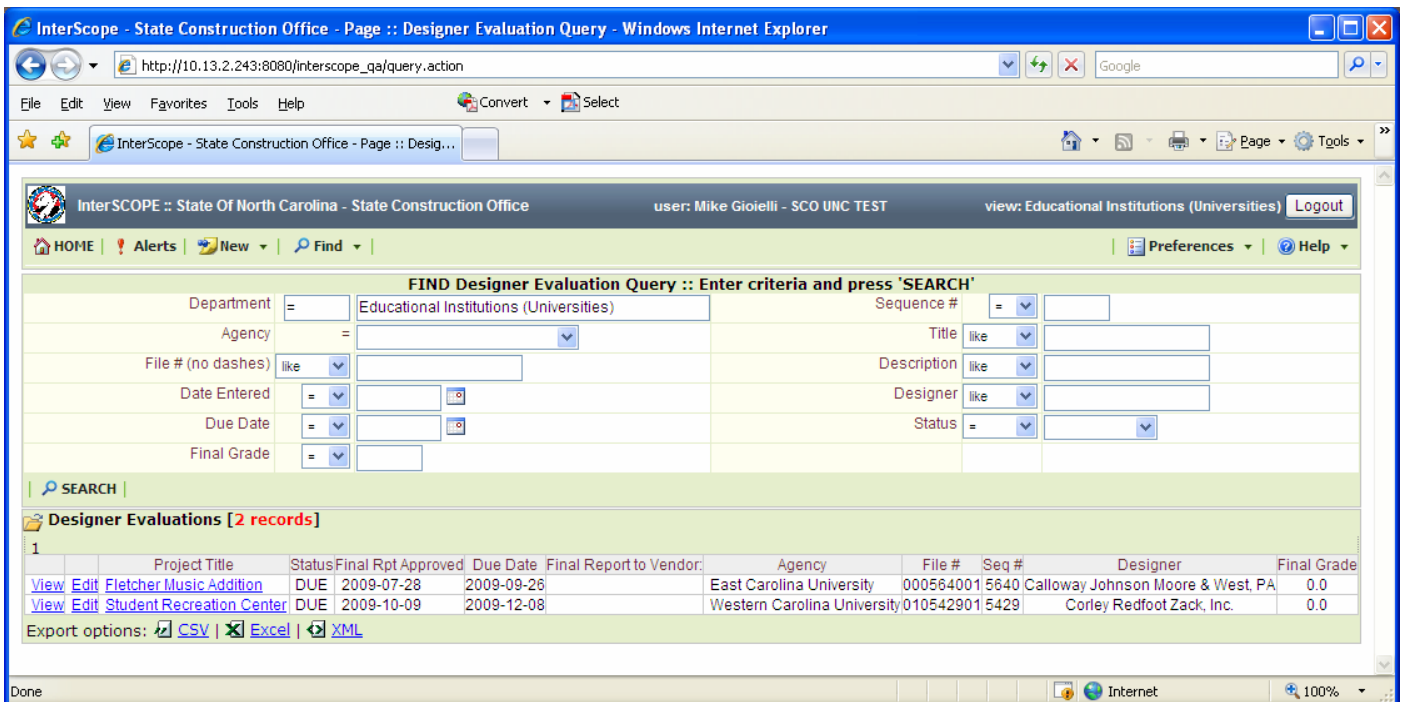 InterScope - State Construction Office - Page :: Designer Evaluation Query - Windows Internet Explorer
http://10.13.2.243:8080/interscope_qa/query.action Google
File Edit View Favorites Tools Help Convert Select
InterScope - State Construction Office - Page :: Desig... Page Tools »
InterSCOPE :: State Of North Carolina - State Construction Office user: Mike Gioielli - SCO UNC TEST view: Educational Institutions (Universities) Logout
HOME | Alerts | New | Find | | Preferences | Help
FIND Designer Evaluation Query :: Enter criteria and press 'SEARCH'
Department = Educational Institutions (Universities) Sequence # =
Agency = Title like
File # (no dashes) like Description like
Date Entered = Designer like
Due Date = Status =
Final Grade =
| SEARCH |
Designer Evaluations [2 records]
1
Project Title Status Final Rpt Approved Due Date Final Report to Vendor: Agency File # Seq # Designer Final Grade
View Edit Fletcher Music Addition DUE 2009-07-28 2009-09-26 East Carolina University 000564001 5640 Calloway Johnson Moore & West, PA 0.0
View Edit Student Recreation Center DUE 2009-10-09 2009-12-08 Western Carolina University 010542901 5429 Corley Redfoot Zack, Inc. 0.0
Export options: CSV | Excel | XML
Done Internet 100%